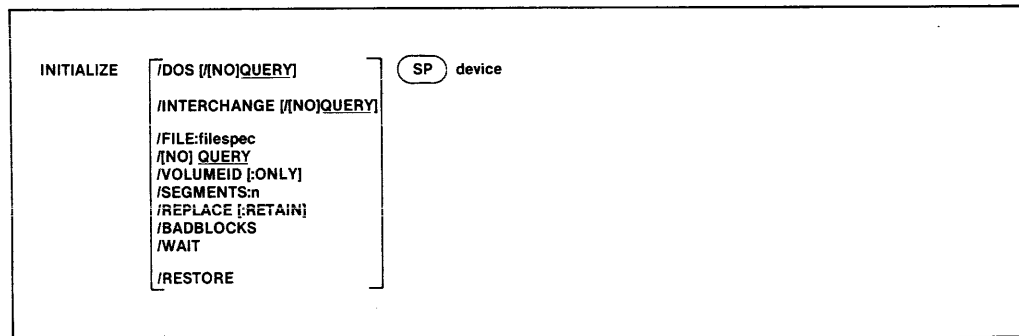 INITIALIZE /DOS [/[NO]QUERY] SP device
/INTERCHANGE [/[NO]QUERY]
/FILE:filespec
/[NO] QUERY
/VOLUMEID [:ONLY]
/SEGMENTS:n
/REPLACE [:RETAIN]
/BADBLOCKS
/WAIT
/RESTORE